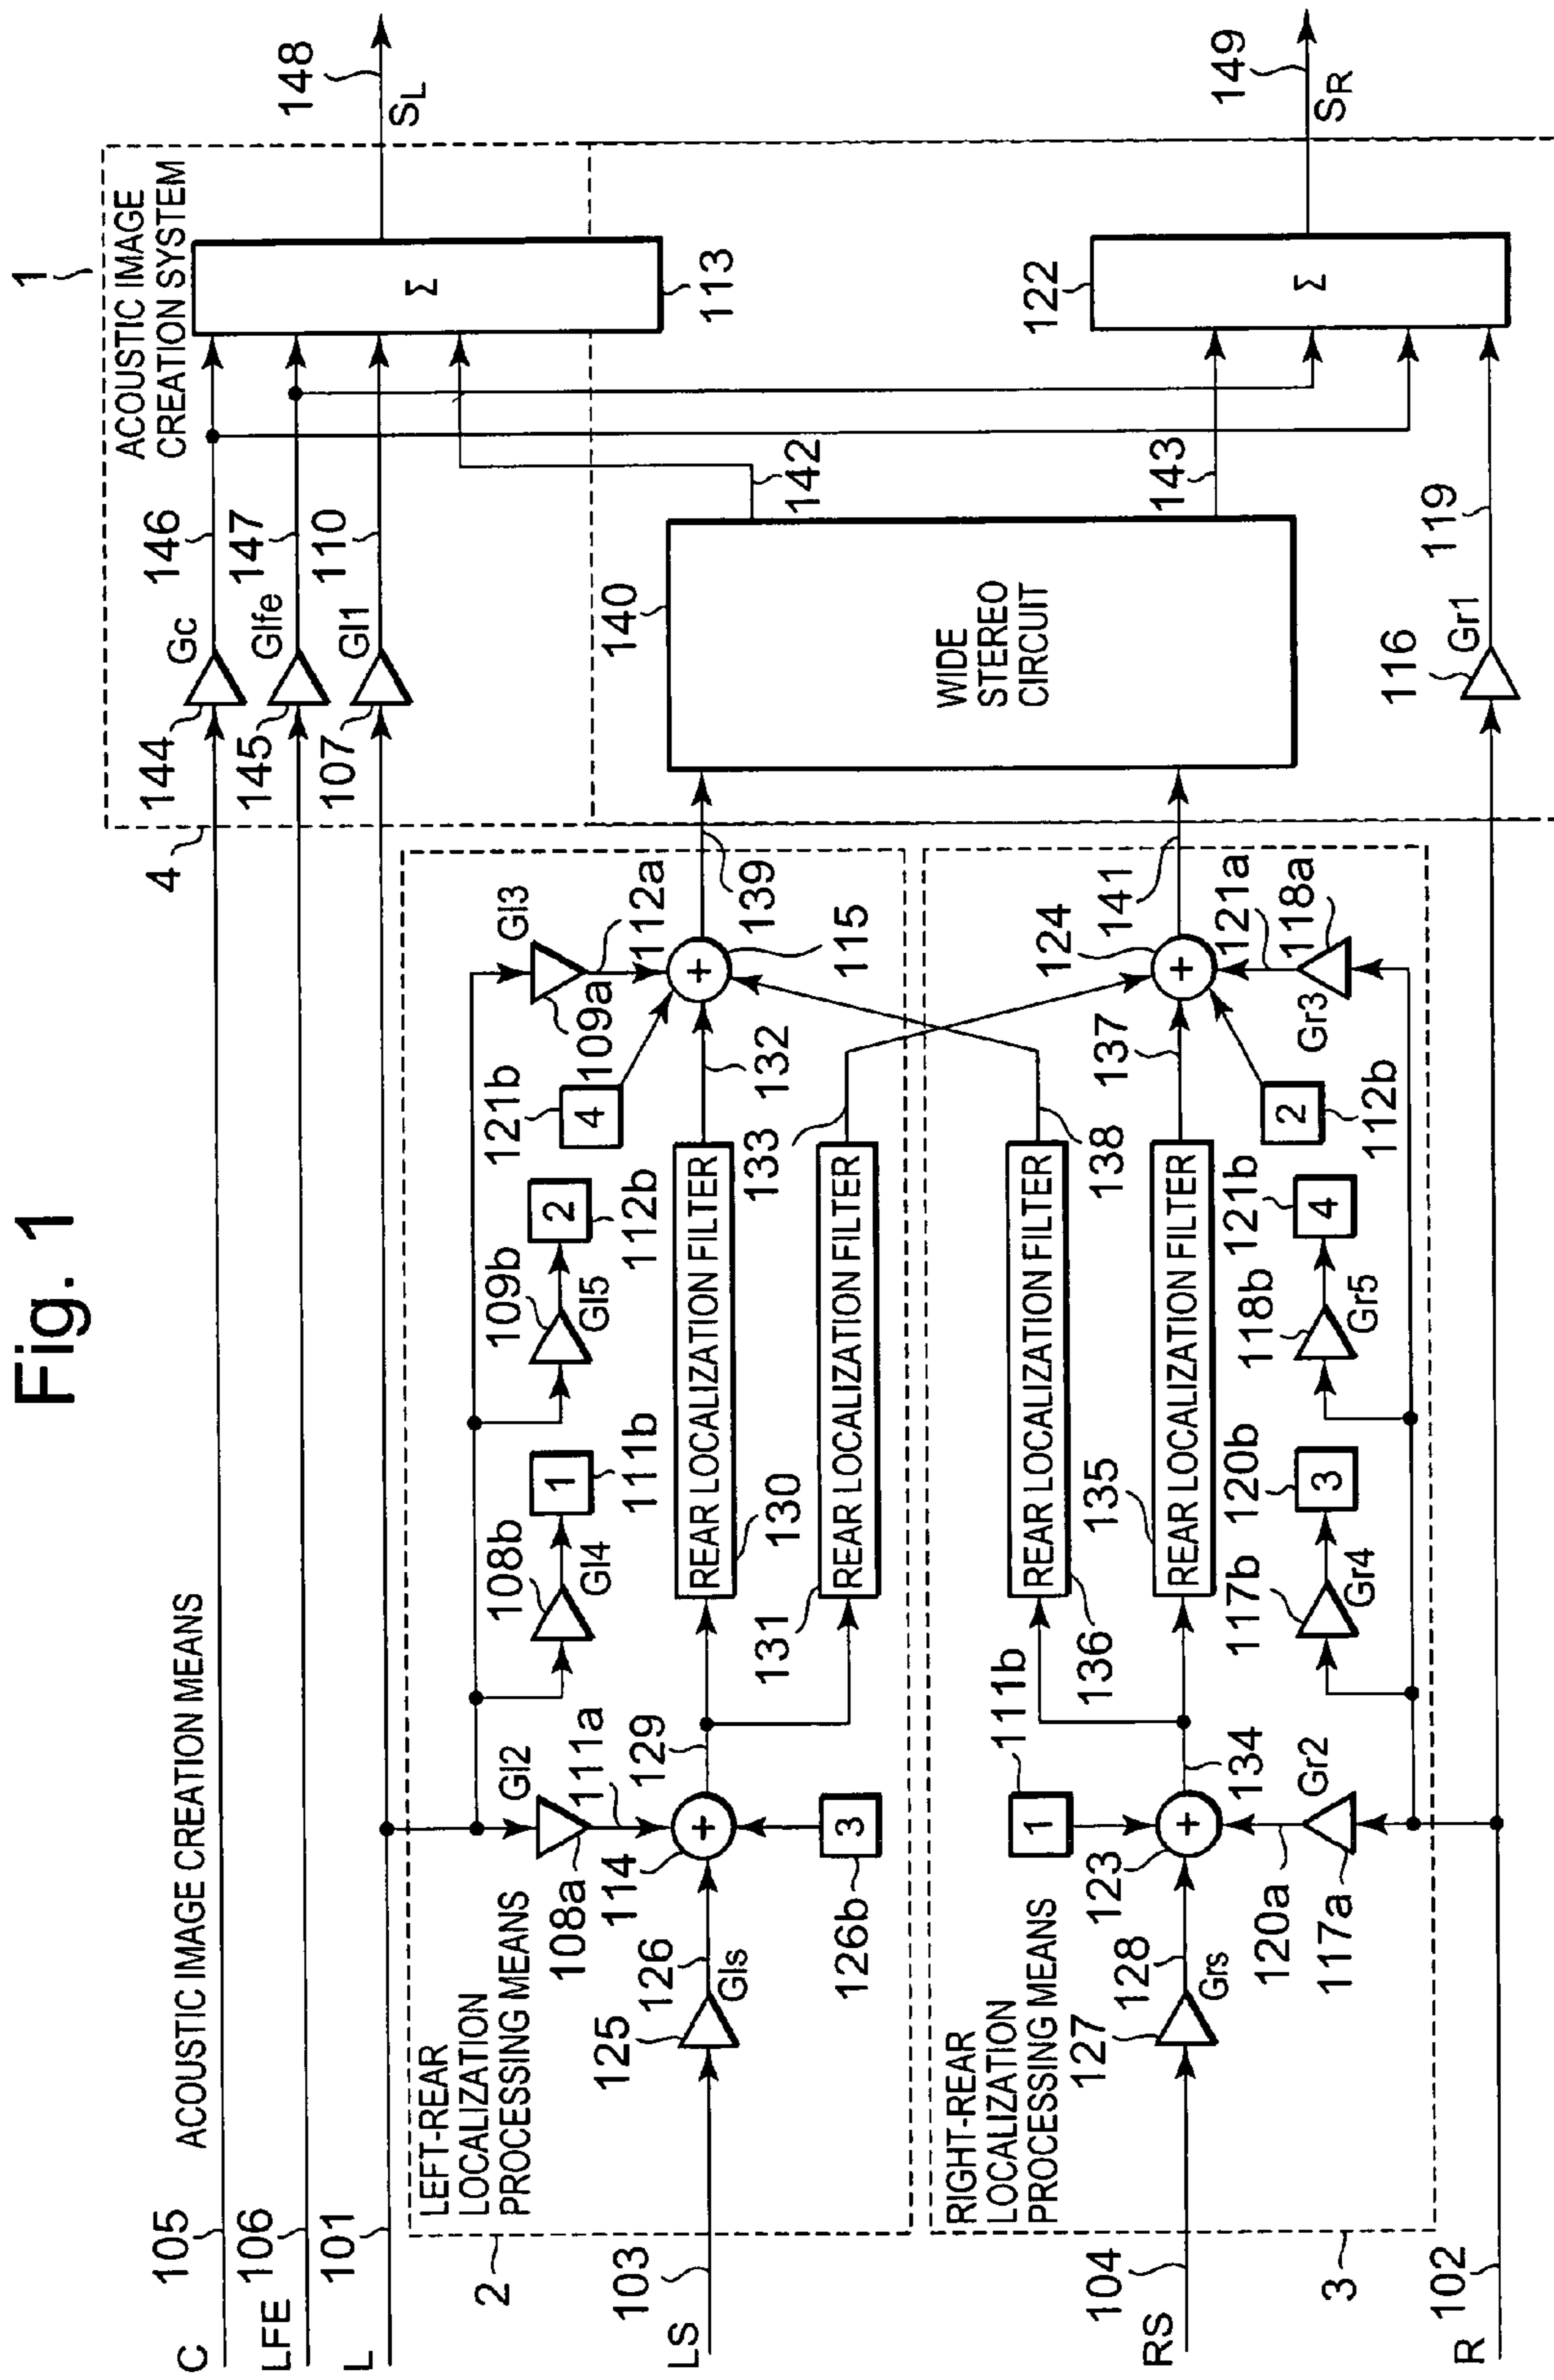 Fig. 1
ACOUSTIC IMAGE CREATION MEANS
4
1
ACOUSTIC IMAGE
CREATION SYSTEM
C
105
144
Gc
146
LFE
106
145
Glfe
147
L
101
107
Gl1
110
Σ
113
148
SL
LEFT-REAR
LOCALIZATION
PROCESSING MEANS
2
108a
Gl2
111a
108b
Gl4
1
111b
109b
Gl5
2
112b
121b
4
109a
Gl3
112a
LS
103
125
Gls
126
114
+
129
3
126b
130
REAR LOCALIZATION FILTER
132
131
REAR LOCALIZATION FILTER
133
+
115
139
140
WIDE
STEREO
CIRCUIT
142
143
RIGHT-REAR
LOCALIZATION
PROCESSING MEANS
3
1
111b
136
REAR LOCALIZATION FILTER
138
RS
104
127
Grs
128
123
+
134
135
REAR LOCALIZATION FILTER
137
124
+
141
120a
117a
Gr2
117b
Gr4
120b
3
118b
Gr5
121b
4
2
112b
Gr3
121a
118a
R
102
116
Gr1
119
122
Σ
149
SR